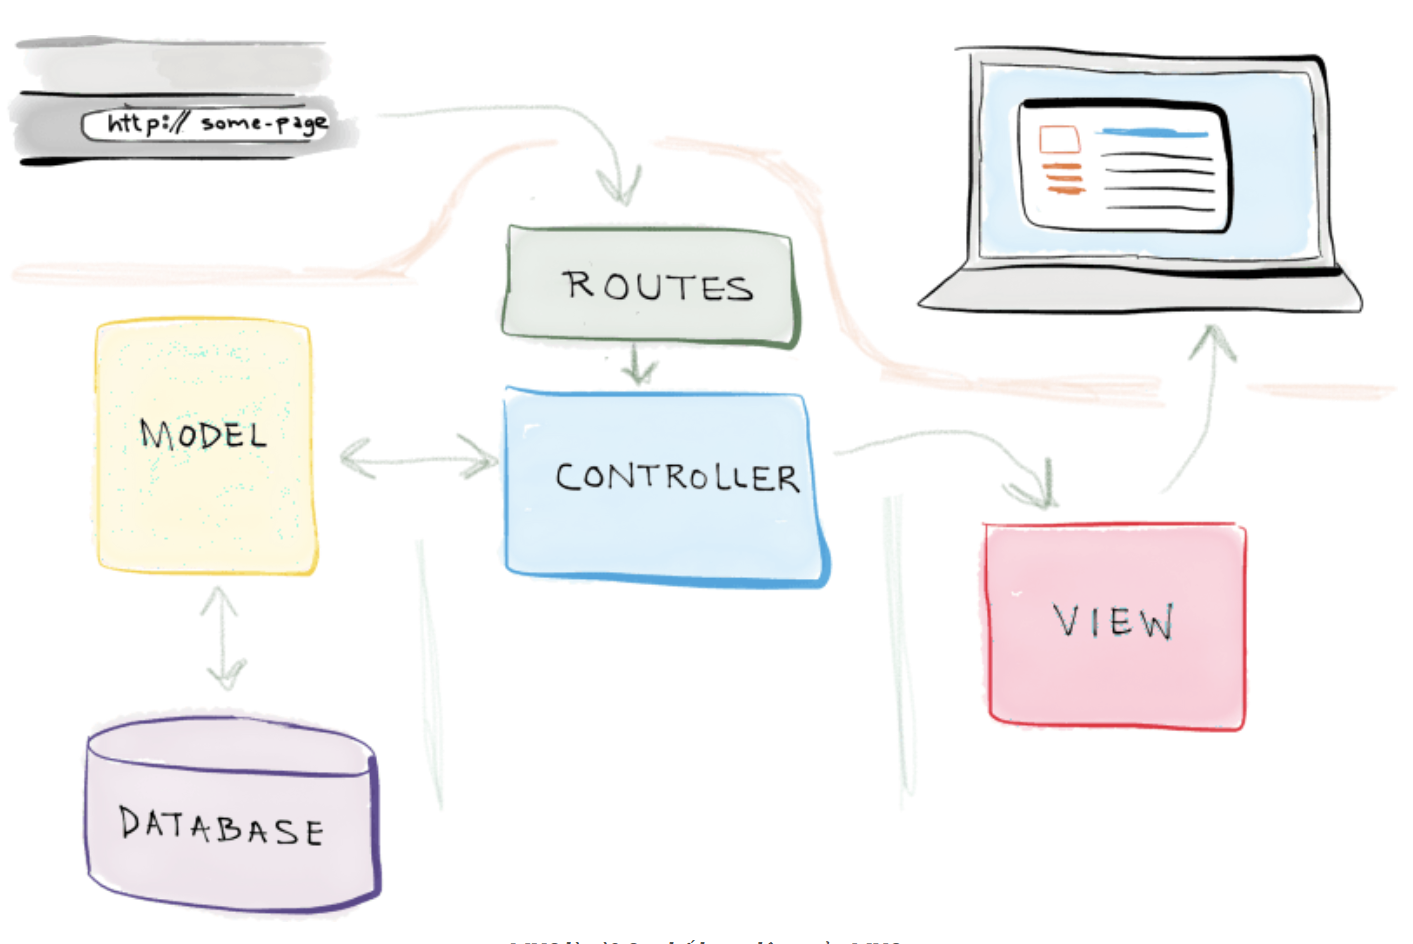 http:// some-page
ROUTES
MODEL
CONTROLLER
VIEW
DATABASE